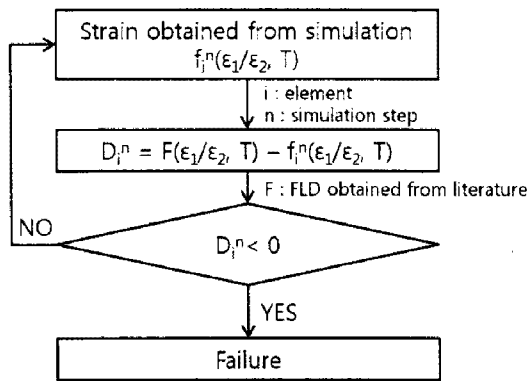 Strain obtained from simulation
fᵢⁿ(ε₁/ε₂, T)
i : element
n : simulation step
Dᵢⁿ = F(ε₁/ε₂, T) − fᵢⁿ(ε₁/ε₂, T)
F : FLD obtained from literature
NO
Dᵢⁿ< 0
YES
Failure